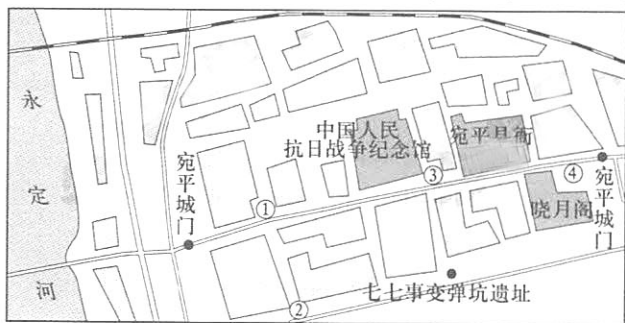 永定河
宛平城门
①
②
中国人民
抗日战争纪念馆
③
宛平县衙
④
宛平城门
晓月阁
七七事变弹坑遗址